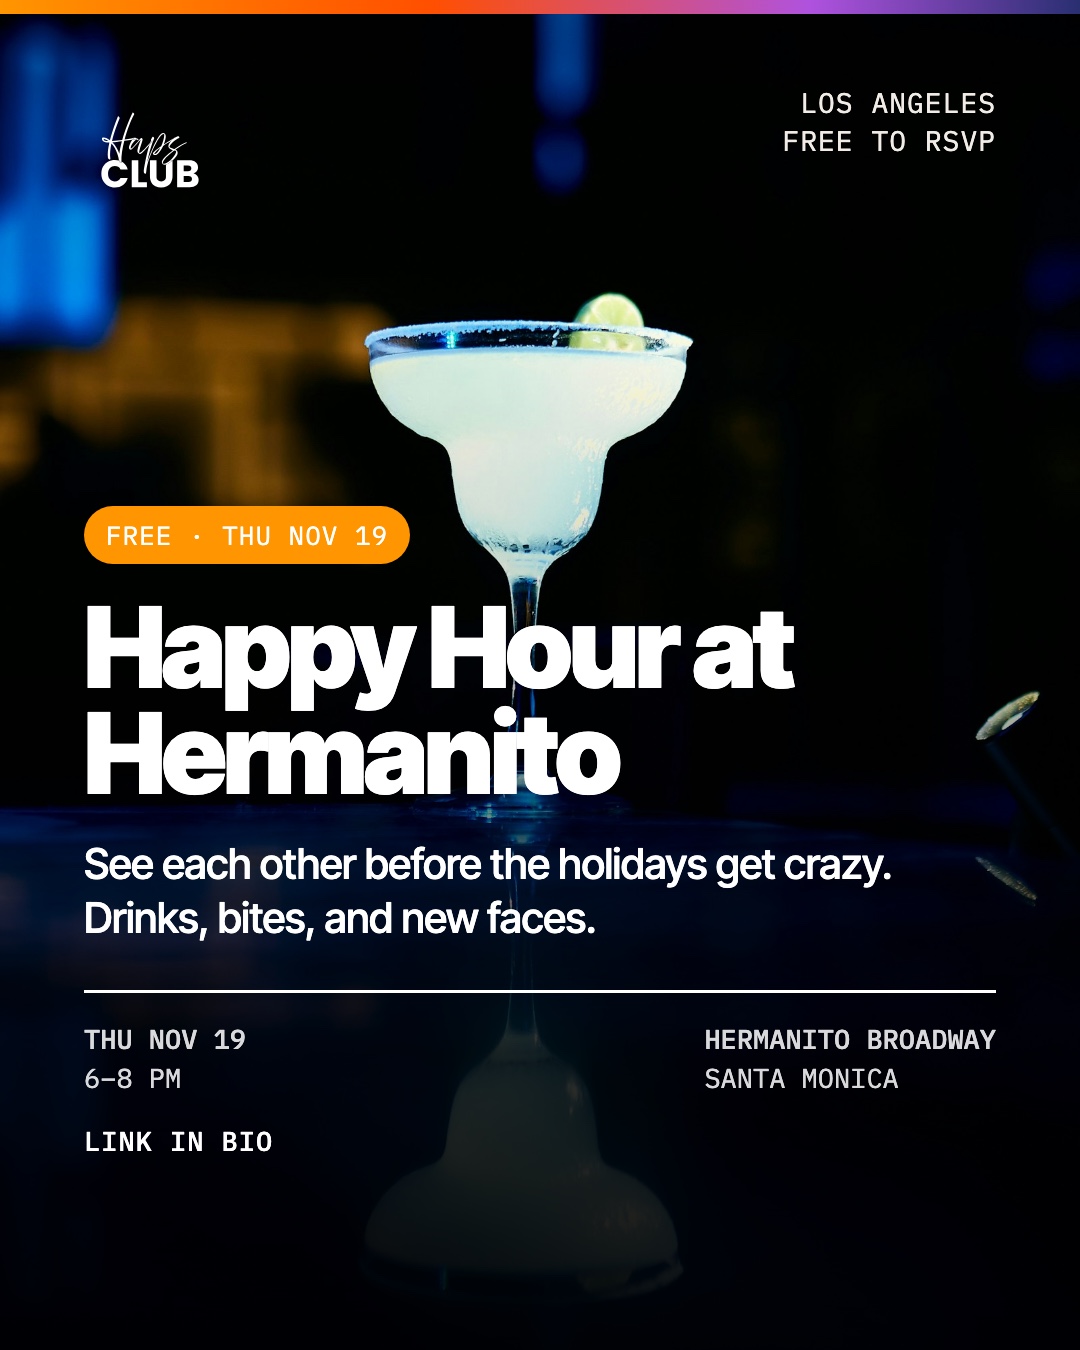 Haps
CLUB
LOS ANGELES
FREE TO RSVP
FREE · THU NOV 19
Happy Hour at
Hermanito
See each other before the holidays get crazy.
Drinks, bites, and new faces.
THU NOV 19
6–8 PM
HERMANITO BROADWAY
SANTA MONICA
LINK IN BIO